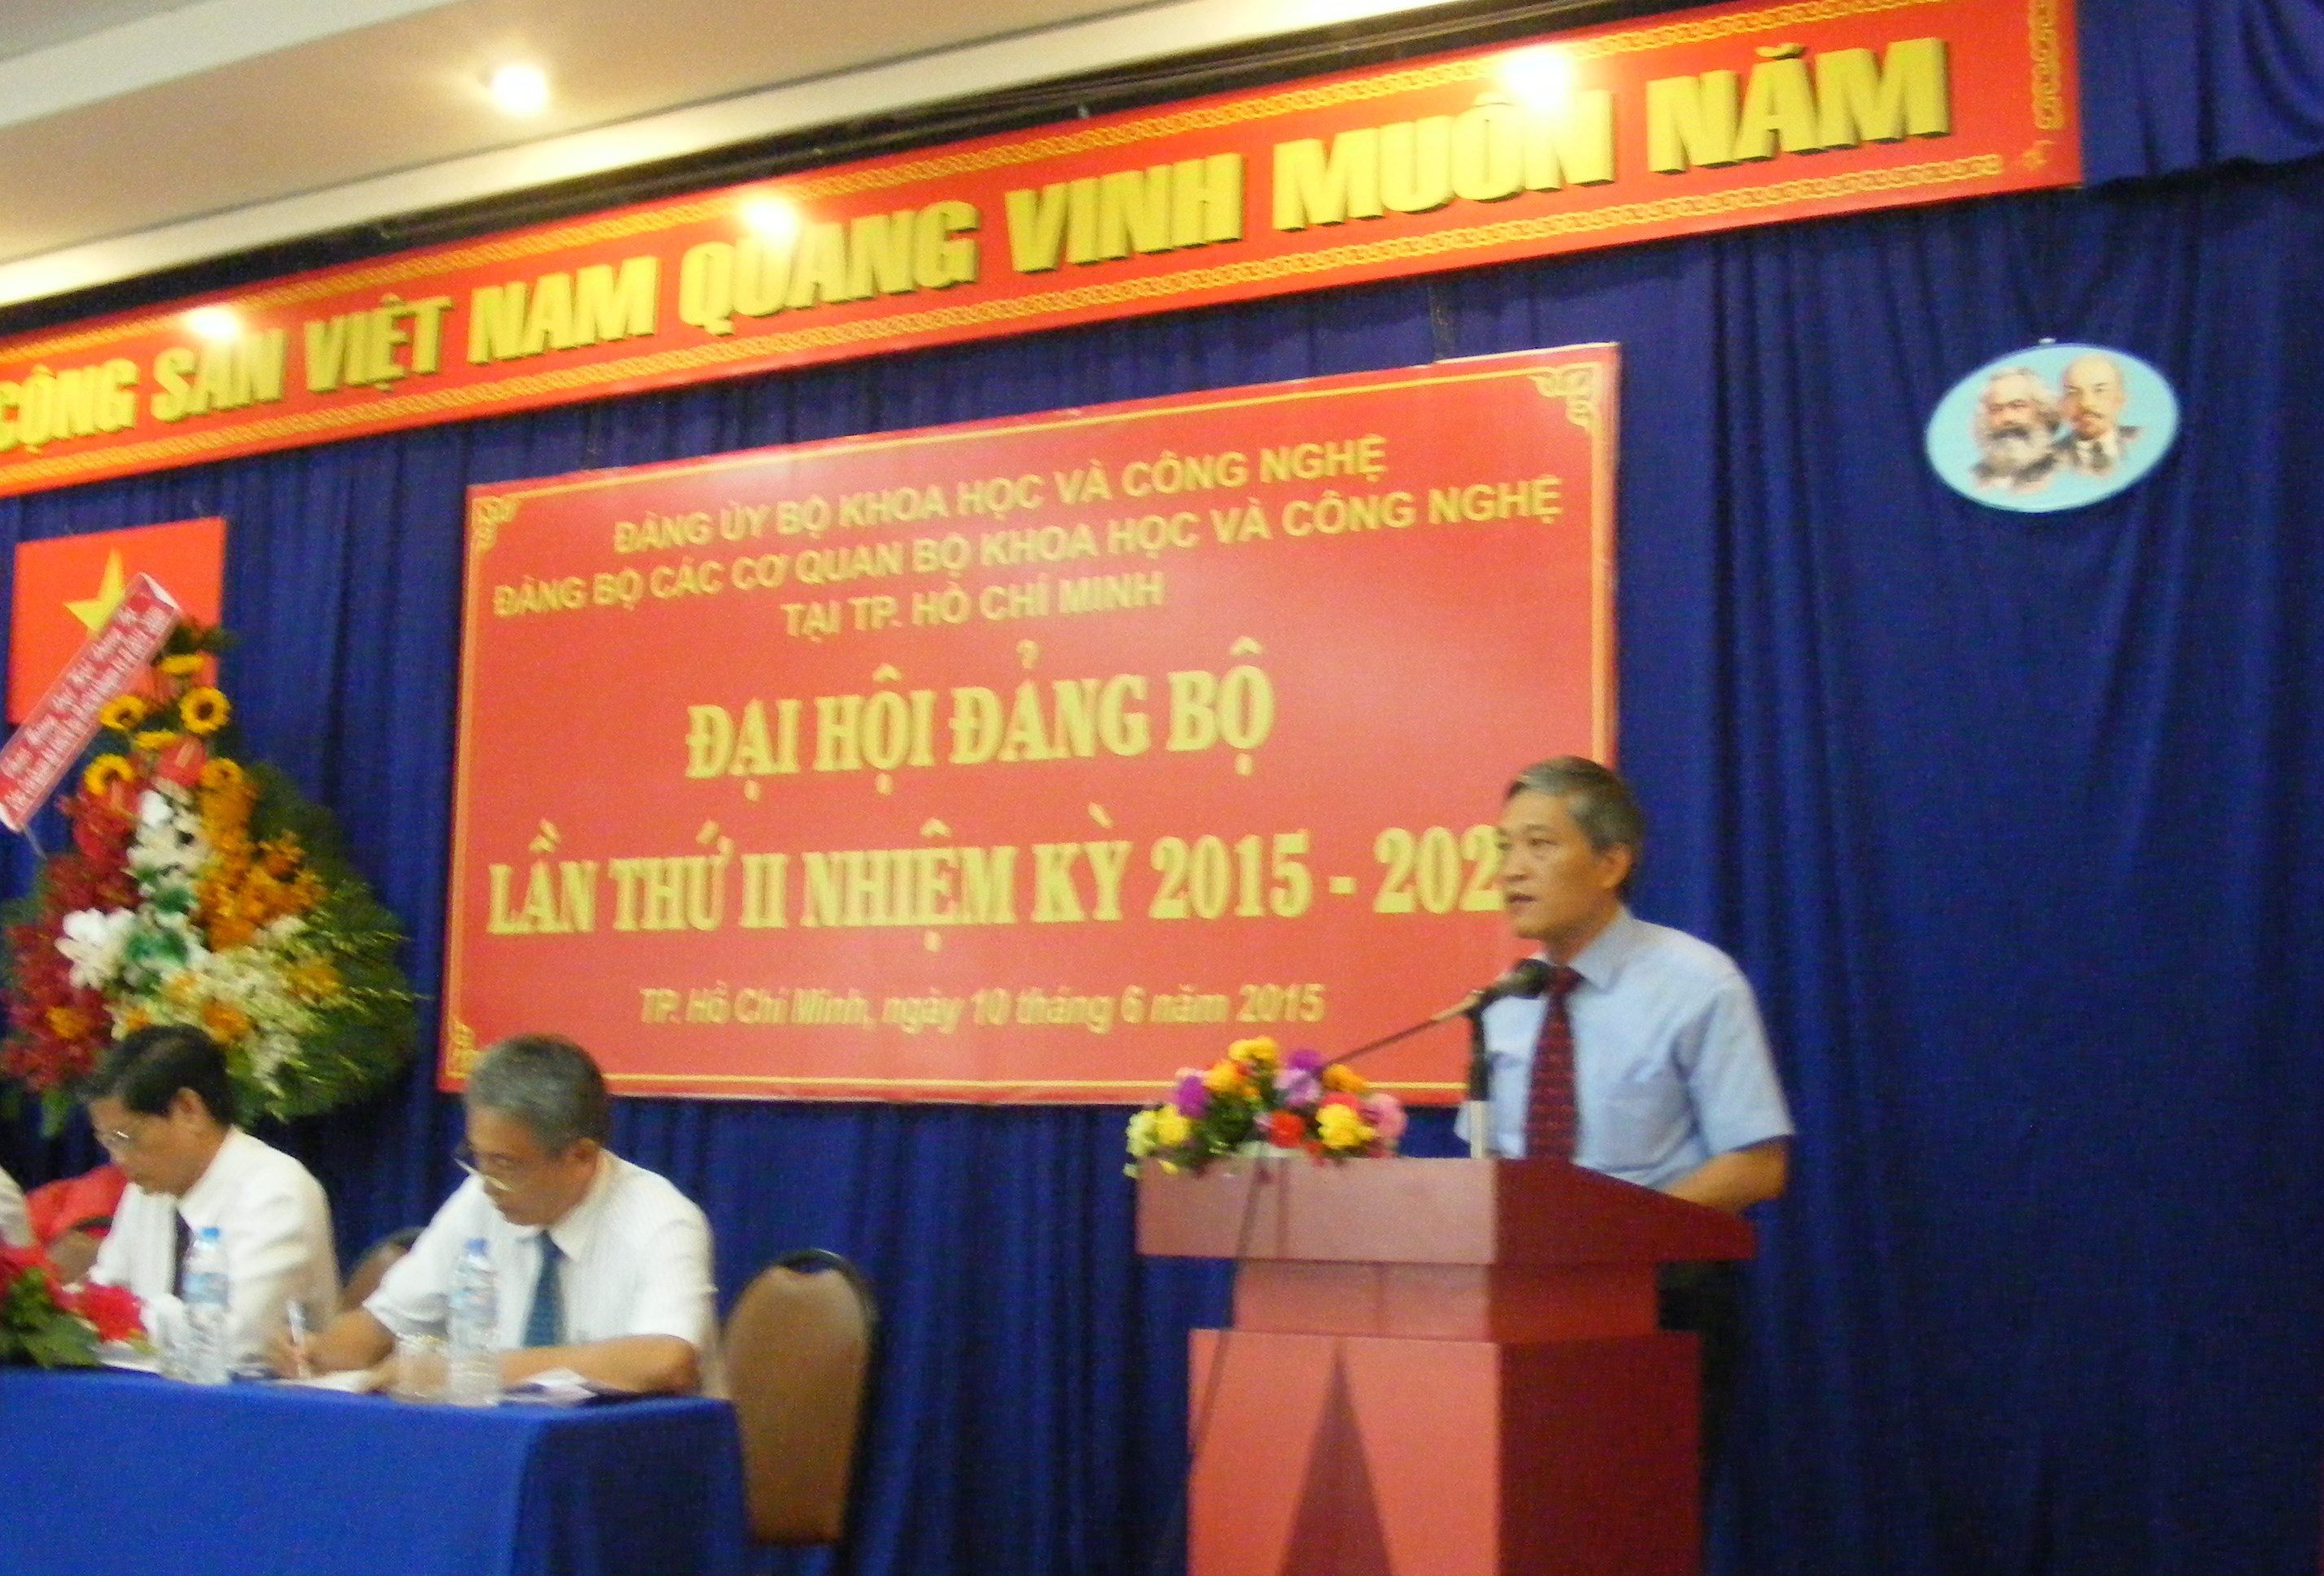 CỘNG SẢN VIỆT NAM QUANG VINH MUÔN NĂM
ĐẢNG ỦY BỘ KHOA HỌC VÀ CÔNG NGHỆ
ĐẢNG BỘ CÁC CƠ QUAN BỘ KHOA HỌC VÀ CÔNG NGHỆ
TẠI TP. HỒ CHÍ MINH
ĐẠI HỘI ĐẢNG BỘ
LẦN THỨ II NHIỆM KỲ 2015 - 202
TP. Hồ Chí Minh, ngày 10 tháng 6 năm 2015